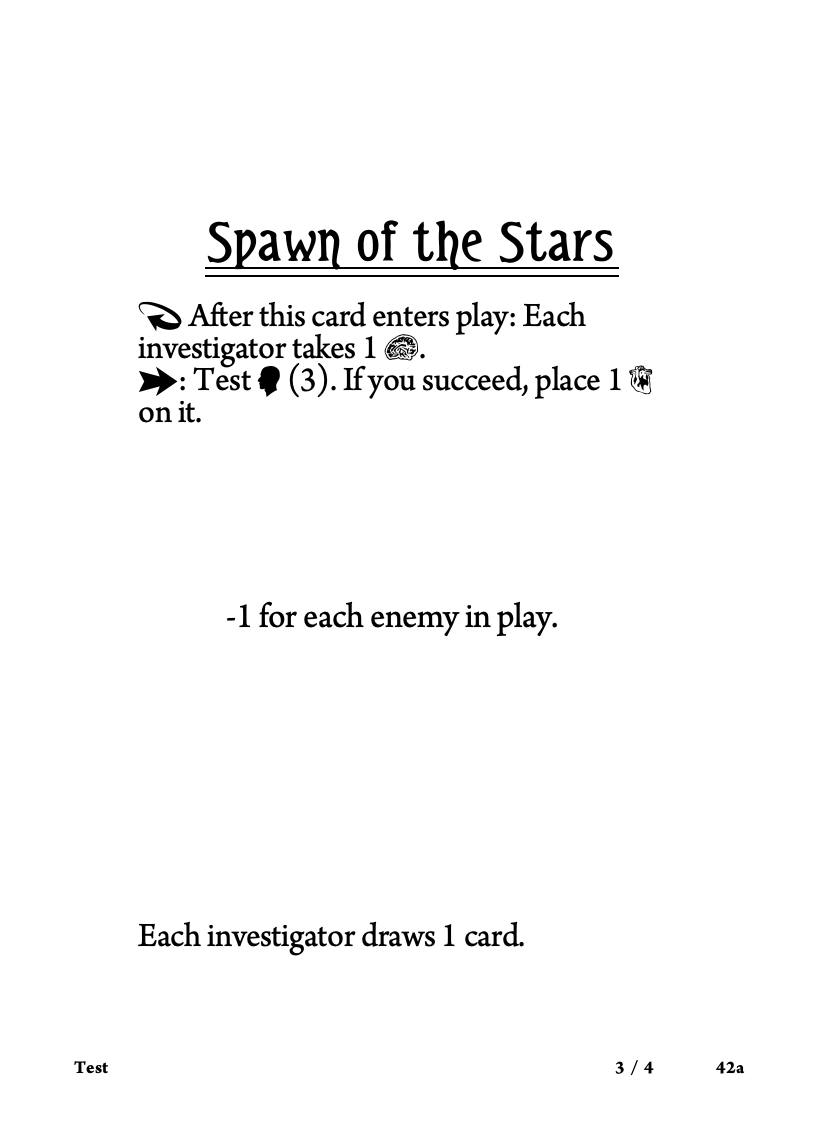 Spawn of the Stars
After this card enters play: Each
investigator takes 1 .
: Test (3). If you succeed, place 1
on it.
-1 for each enemy in play.
Each investigator draws 1 card.
Test 3 / 4 42a